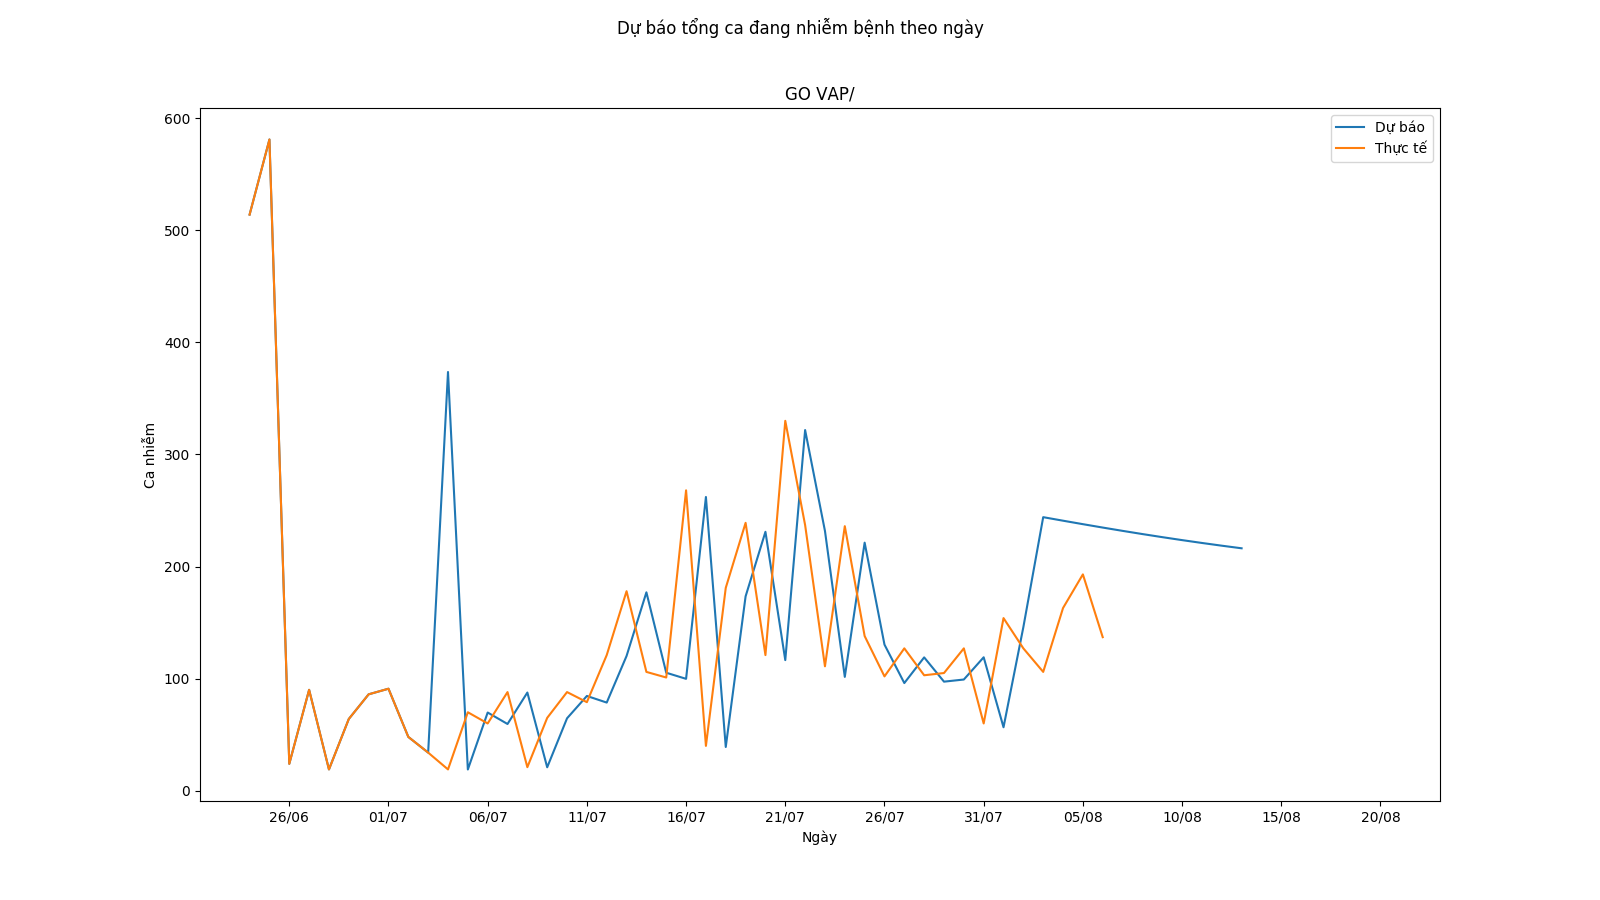 Dự báo tổng ca đang nhiễm bệnh theo ngày
GO VAP/
Dự báo
Thực tế
600
500
400
300
200
100
0
Ca nhiễm
26/06 01/07 06/07 11/07 16/07 21/07 26/07 31/07 05/08 10/08 15/08 20/08
Ngày